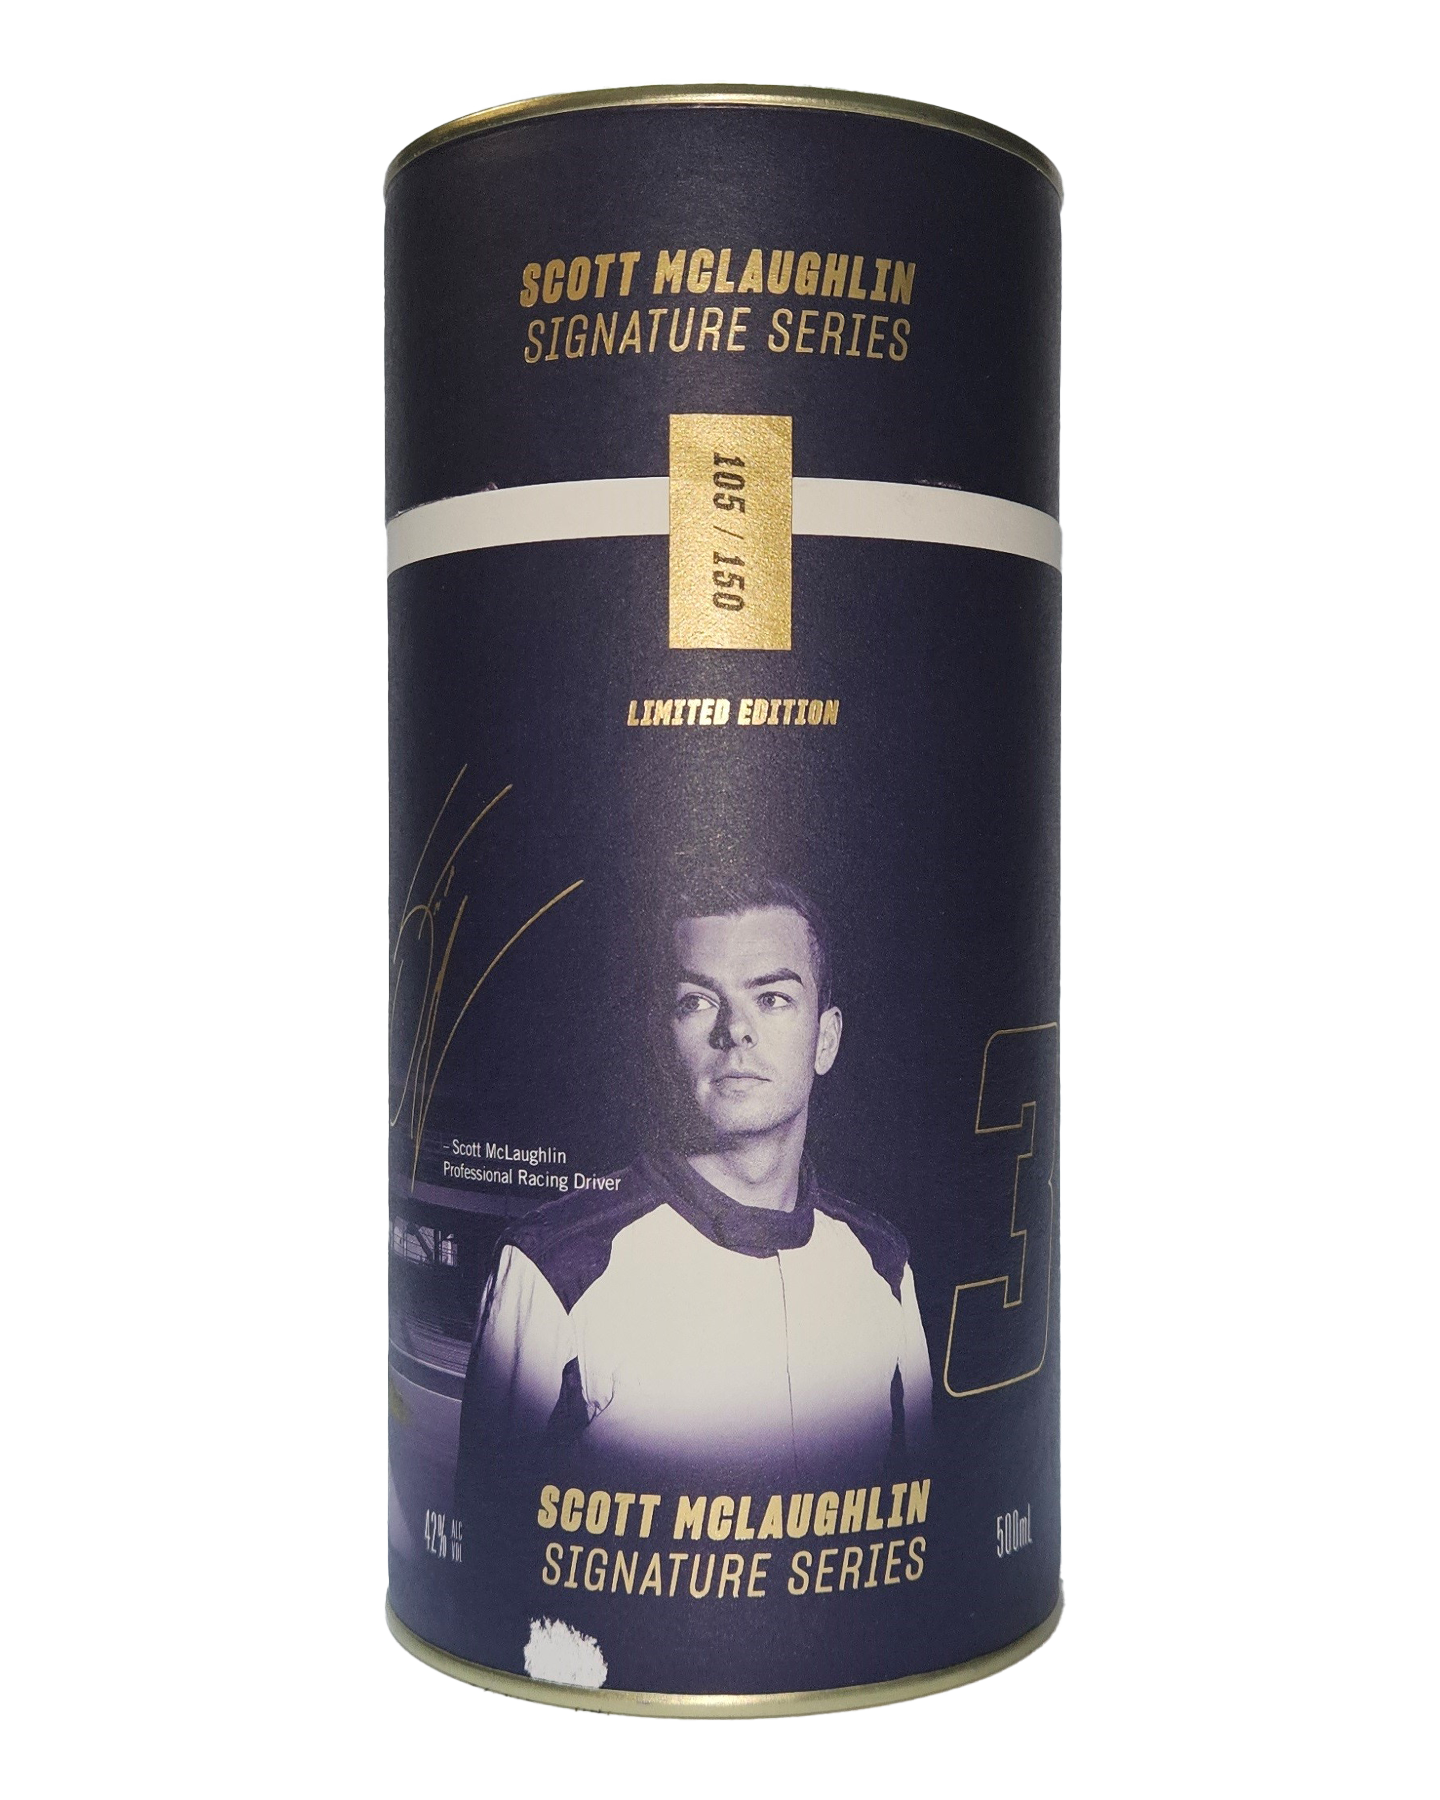 SCOTT MCLAUGHLIN
SIGNATURE SERIES
105 / 150
LIMITED EDITION
– Scott McLaughlin
Professional Racing Driver
3
SCOTT MCLAUGHLIN
SIGNATURE SERIES
42% ALC
VOL
500mL